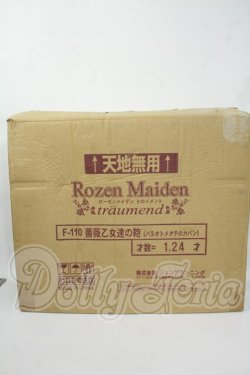 ↑天地無用↑
Rozen Maiden
ローゼンメイデン トロイメント
träumend
F-110 薔薇乙女達の鞄 (バラオトメタチのカバン)
才数= 1.24 才
Dolly Teria